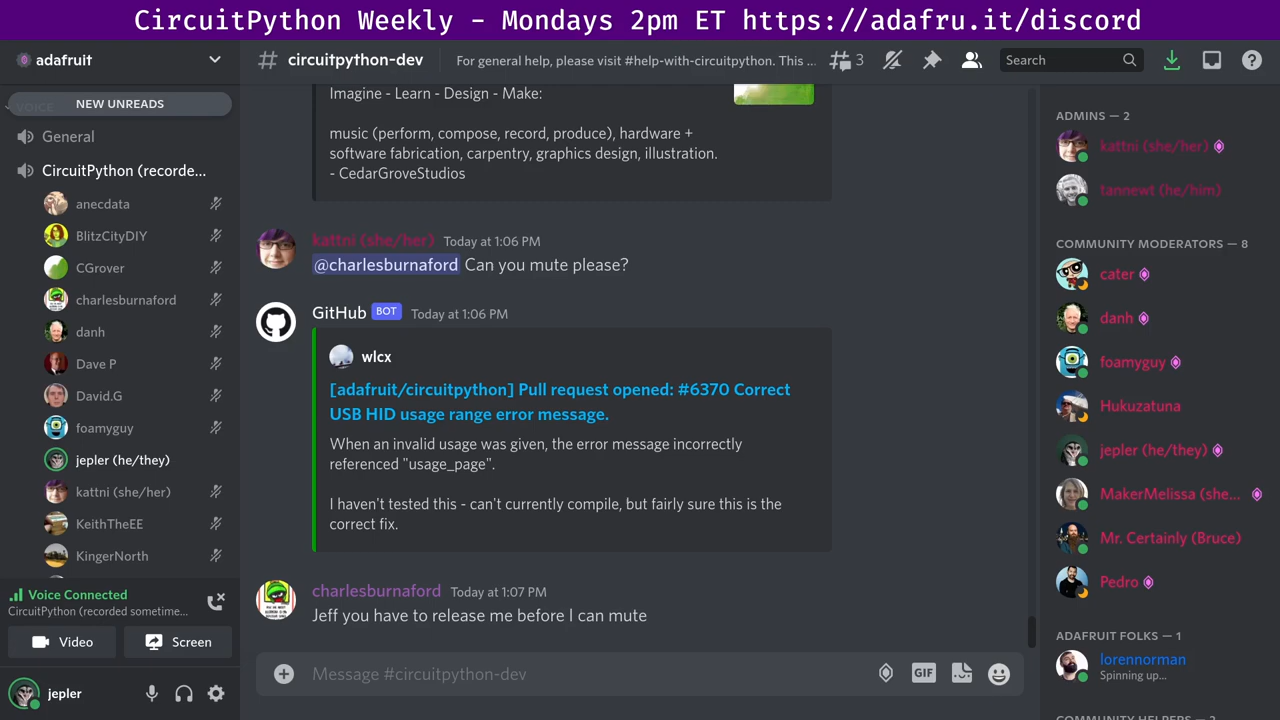 CircuitPython Weekly - Mondays 2pm ET https://adafru.it/discord
adafruit
NEW UNREADS
General
CircuitPython (recorde...
anecdata
BlitzCityDIY
CGrover
charlesburnaford
danh
Dave P
David.G
foamyguy
jepler (he/they)
kattni (she/her)
KeithTheEE
KingerNorth
Voice Connected
CircuitPython (recorded sometime...
Video
Screen
jepler
# circuitpython-dev
For general help, please visit #help-with-circuitpython. This ...
3
Search
Imagine - Learn - Design - Make:
music (perform, compose, record, produce), hardware +
software fabrication, carpentry, graphics design, illustration.
- CedarGroveStudios
kattni (she/her) Today at 1:06 PM
@charlesburnaford Can you mute please?
GitHub BOT Today at 1:06 PM
wlcx
[adafruit/circuitpython] Pull request opened: #6370 Correct
USB HID usage range error message.
When an invalid usage was given, the error message incorrectly
referenced "usage_page".
I haven't tested this - can't currently compile, but fairly sure this is the
correct fix.
charlesburnaford Today at 1:07 PM
Jeff you have to release me before I can mute
Message #circuitpython-dev
GIF
ADMINS — 2
kattni (she/her)
tannewt (he/him)
COMMUNITY MODERATORS — 8
cater
danh
foamyguy
Hukuzatuna
jepler (he/they)
MakerMelissa (she...
Mr. Certainly (Bruce)
Pedro
ADAFRUIT FOLKS — 1
lorennorman
Spinning up...